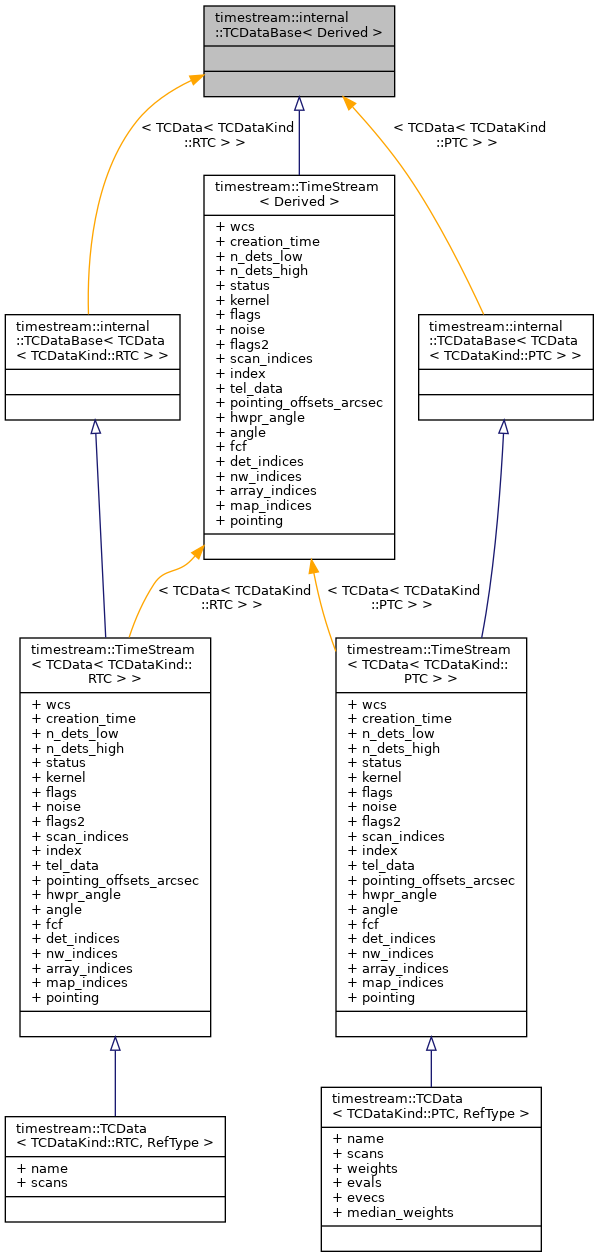 timestream::internal
::TCDataBase< Derived >
< TCData< TCDataKind
::RTC > >
< TCData< TCDataKind
::PTC > >
timestream::TimeStream
< Derived >
+ wcs
+ creation_time
+ n_dets_low
+ n_dets_high
+ status
+ kernel
+ flags
+ noise
+ flags2
+ scan_indices
+ index
+ tel_data
+ pointing_offsets_arcsec
+ hwpr_angle
+ angle
+ fcf
+ det_indices
+ nw_indices
+ array_indices
+ map_indices
+ pointing
timestream::internal
::TCDataBase< TCData
< TCDataKind::RTC > >
timestream::internal
::TCDataBase< TCData
< TCDataKind::PTC > >
< TCData< TCDataKind
::RTC > >
< TCData< TCDataKind
::PTC > >
timestream::TimeStream
< TCData< TCDataKind::
RTC > >
+ wcs
+ creation_time
+ n_dets_low
+ n_dets_high
+ status
+ kernel
+ flags
+ noise
+ flags2
+ scan_indices
+ index
+ tel_data
+ pointing_offsets_arcsec
+ hwpr_angle
+ angle
+ fcf
+ det_indices
+ nw_indices
+ array_indices
+ map_indices
+ pointing
timestream::TimeStream
< TCData< TCDataKind::
PTC > >
+ wcs
+ creation_time
+ n_dets_low
+ n_dets_high
+ status
+ kernel
+ flags
+ noise
+ flags2
+ scan_indices
+ index
+ tel_data
+ pointing_offsets_arcsec
+ hwpr_angle
+ angle
+ fcf
+ det_indices
+ nw_indices
+ array_indices
+ map_indices
+ pointing
timestream::TCData
< TCDataKind::RTC, RefType >
+ name
+ scans
timestream::TCData
< TCDataKind::PTC, RefType >
+ name
+ scans
+ weights
+ evals
+ evecs
+ median_weights